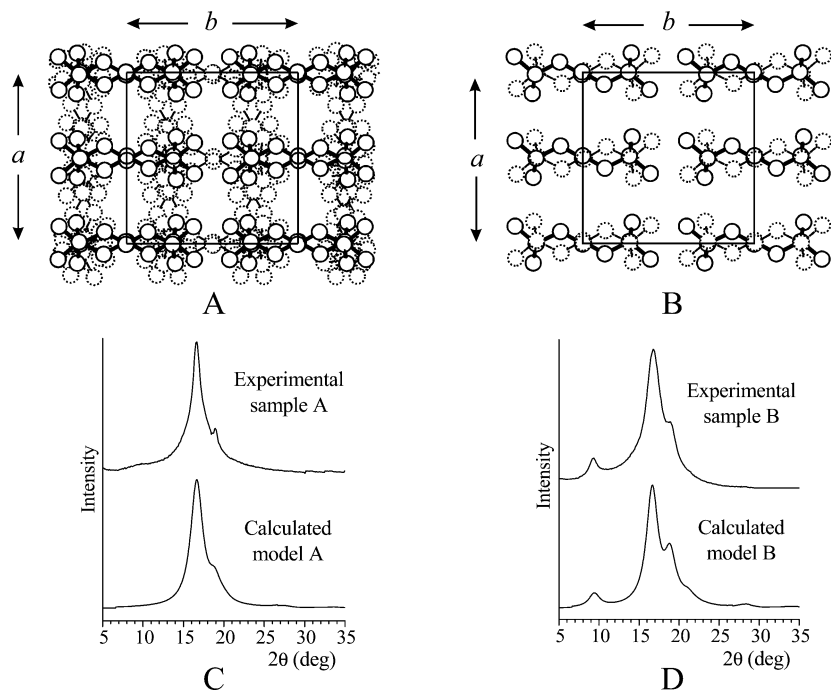 b
a
A
b
a
B
Intensity
Experimental
sample A
Calculated
model A
5 10 15 20 25 30 35
2θ (deg)
C
Intensity
Experimental
sample B
Calculated
model B
5 10 15 20 25 30 35
2θ (deg)
D